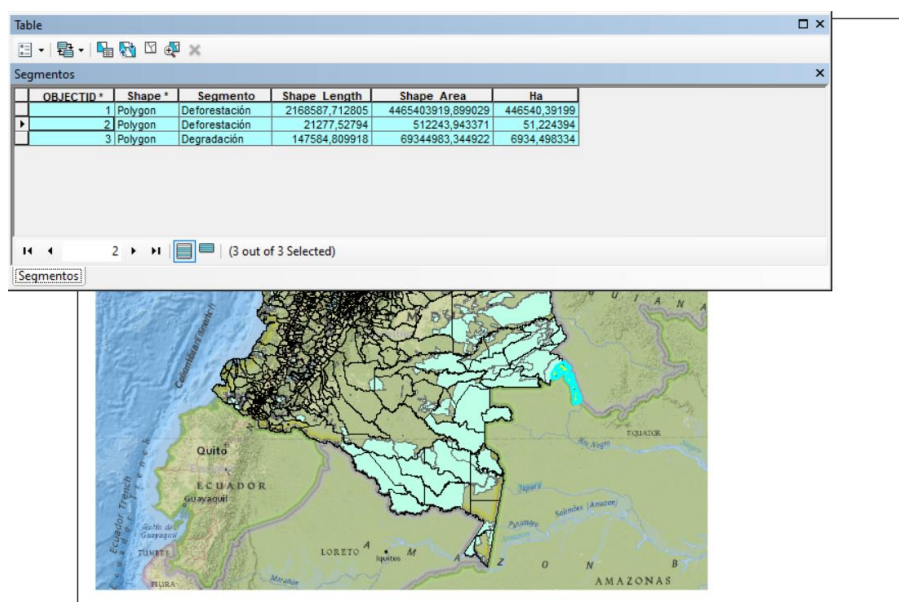 Table
Segmentos
OBJECTID * Shape * Segmento Shape_Length Shape_Area Ha
1 Polygon Deforestación 2168587,712805 4465403919,899029 446540,39199
2 Polygon Deforestación 21277,52794 512243,943371 51,224394
3 Polygon Degradación 147584,809918 69344983,344922 6934,498334
2 (3 out of 3 Selected)
Segmentos
G U I A N A
Colombian Trench
Rio Negro
EQUATOR
Quito
ECUADOR
Guayaquil
Golfo de Guayaquil
Ecuador Trench
TUMBES
PIURA
LORETO
Iquitos
Marañon
Japurá
Putumayo
Solimões (Amazon)
A M A Z O N B
AMAZONAS